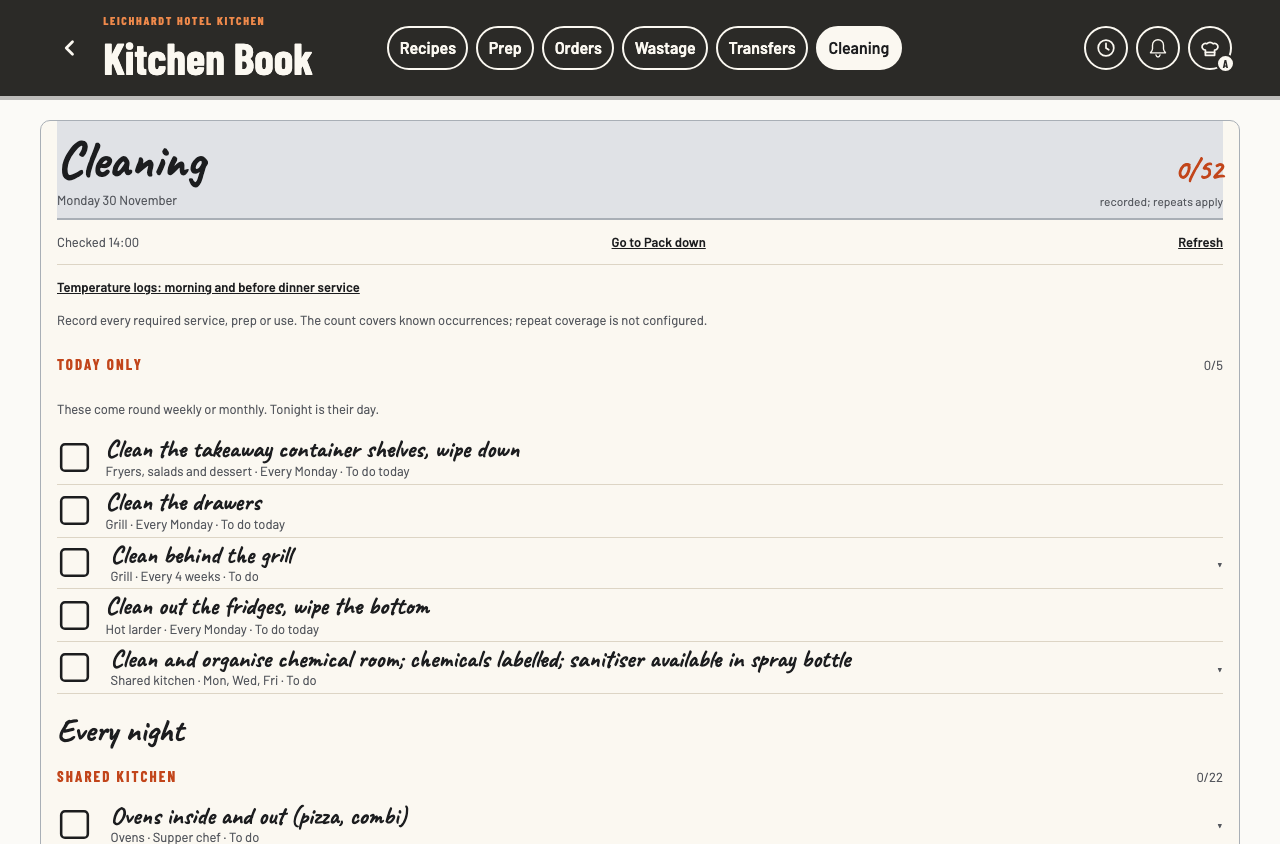 LEICHHARDT HOTEL KITCHEN
Kitchen Book
Recipes
Prep
Orders
Wastage
Transfers
Cleaning
A
Cleaning
0/52
Monday 30 November
recorded; repeats apply
Checked 14:00
Go to Pack down
Refresh
Temperature logs: morning and before dinner service
Record every required service, prep or use. The count covers known occurrences; repeat coverage is not configured.
TODAY ONLY
0/5
These come round weekly or monthly. Tonight is their day.
Clean the takeaway container shelves, wipe down
Fryers, salads and dessert · Every Monday · To do today
Clean the drawers
Grill · Every Monday · To do today
Clean behind the grill
Grill · Every 4 weeks · To do
Clean out the fridges, wipe the bottom
Hot larder · Every Monday · To do today
Clean and organise chemical room; chemicals labelled; sanitiser available in spray bottle
Shared kitchen · Mon, Wed, Fri · To do
Every night
SHARED KITCHEN
0/22
Ovens inside and out (pizza, combi)
Ovens · Supper chef · To do